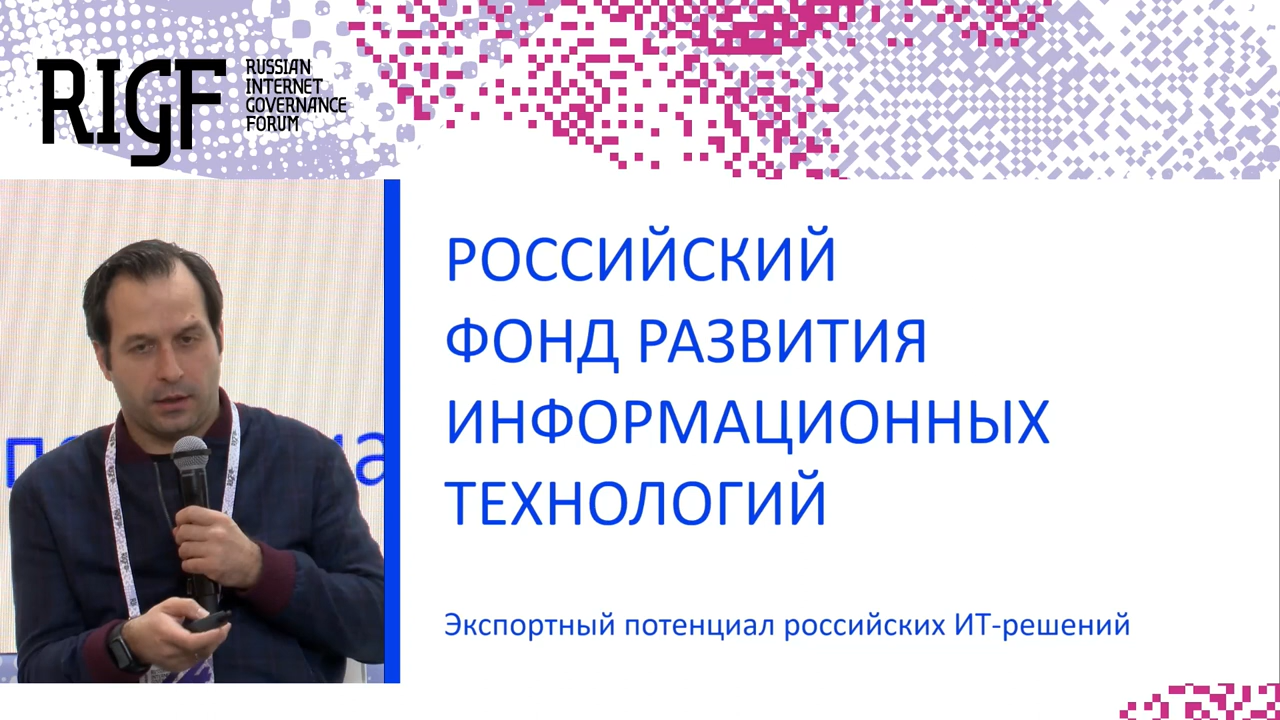 RIGF
RUSSIAN
INTERNET
GOVERNANCE
FORUM
РОССИЙСКИЙ
ФОНД РАЗВИТИЯ
ИНФОРМАЦИОННЫХ
ТЕХНОЛОГИЙ
Экспортный потенциал российских ИТ-решений